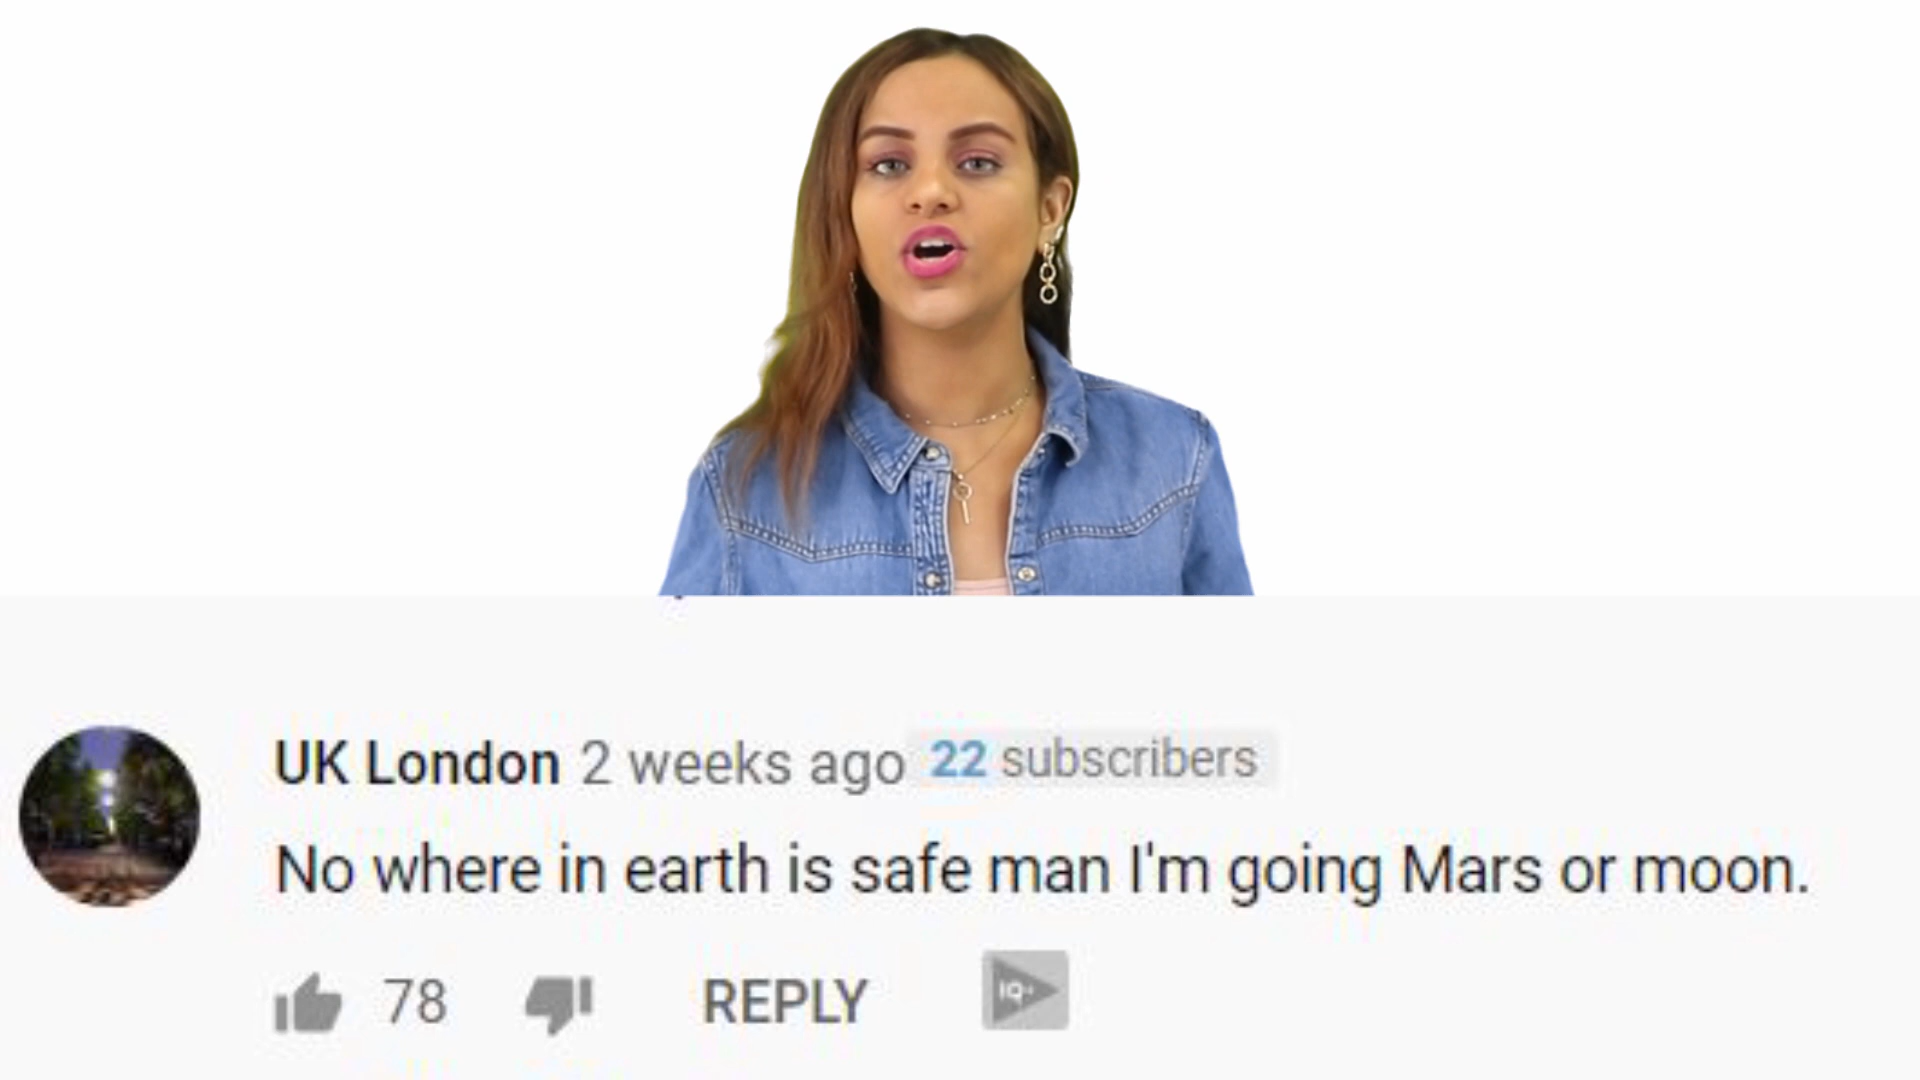 UK London 2 weeks ago 22 subscribers
No where in earth is safe man I'm going Mars or moon.
78 REPLY